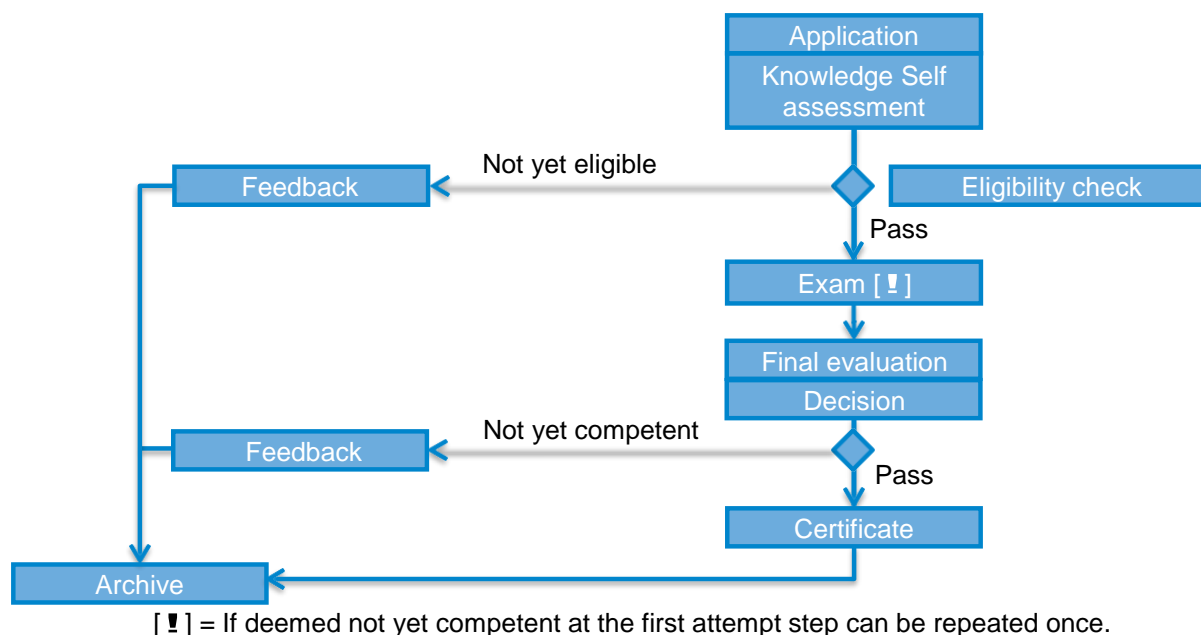 Application
Knowledge Self
assessment
Not yet eligible
Feedback
Eligibility check
Pass
Exam [ ! ]
Final evaluation
Decision
Not yet competent
Feedback
Pass
Certificate
Archive
[ ! ] = If deemed not yet competent at the first attempt step can be repeated once.